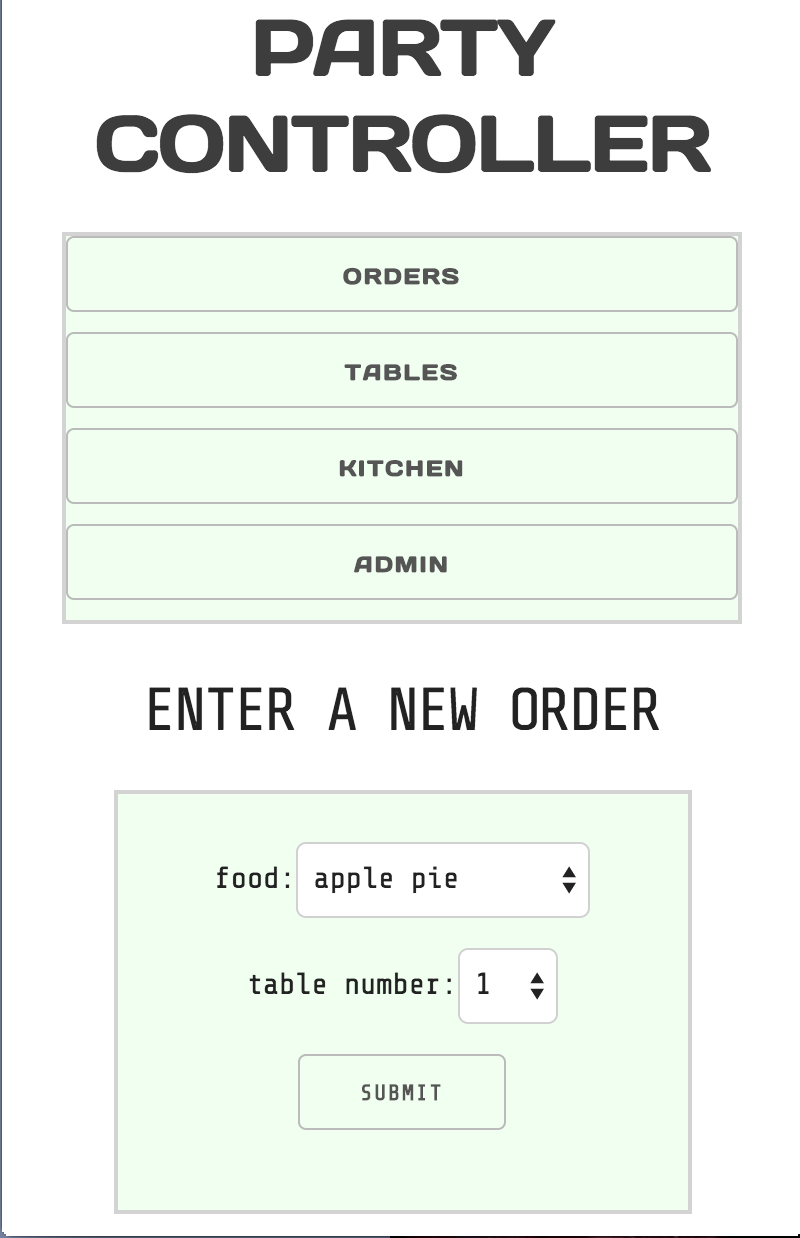 PARTY
CONTROLLER
ORDERS
TABLES
KITCHEN
ADMIN
ENTER A NEW ORDER
food: apple pie
table number: 1
SUBMIT